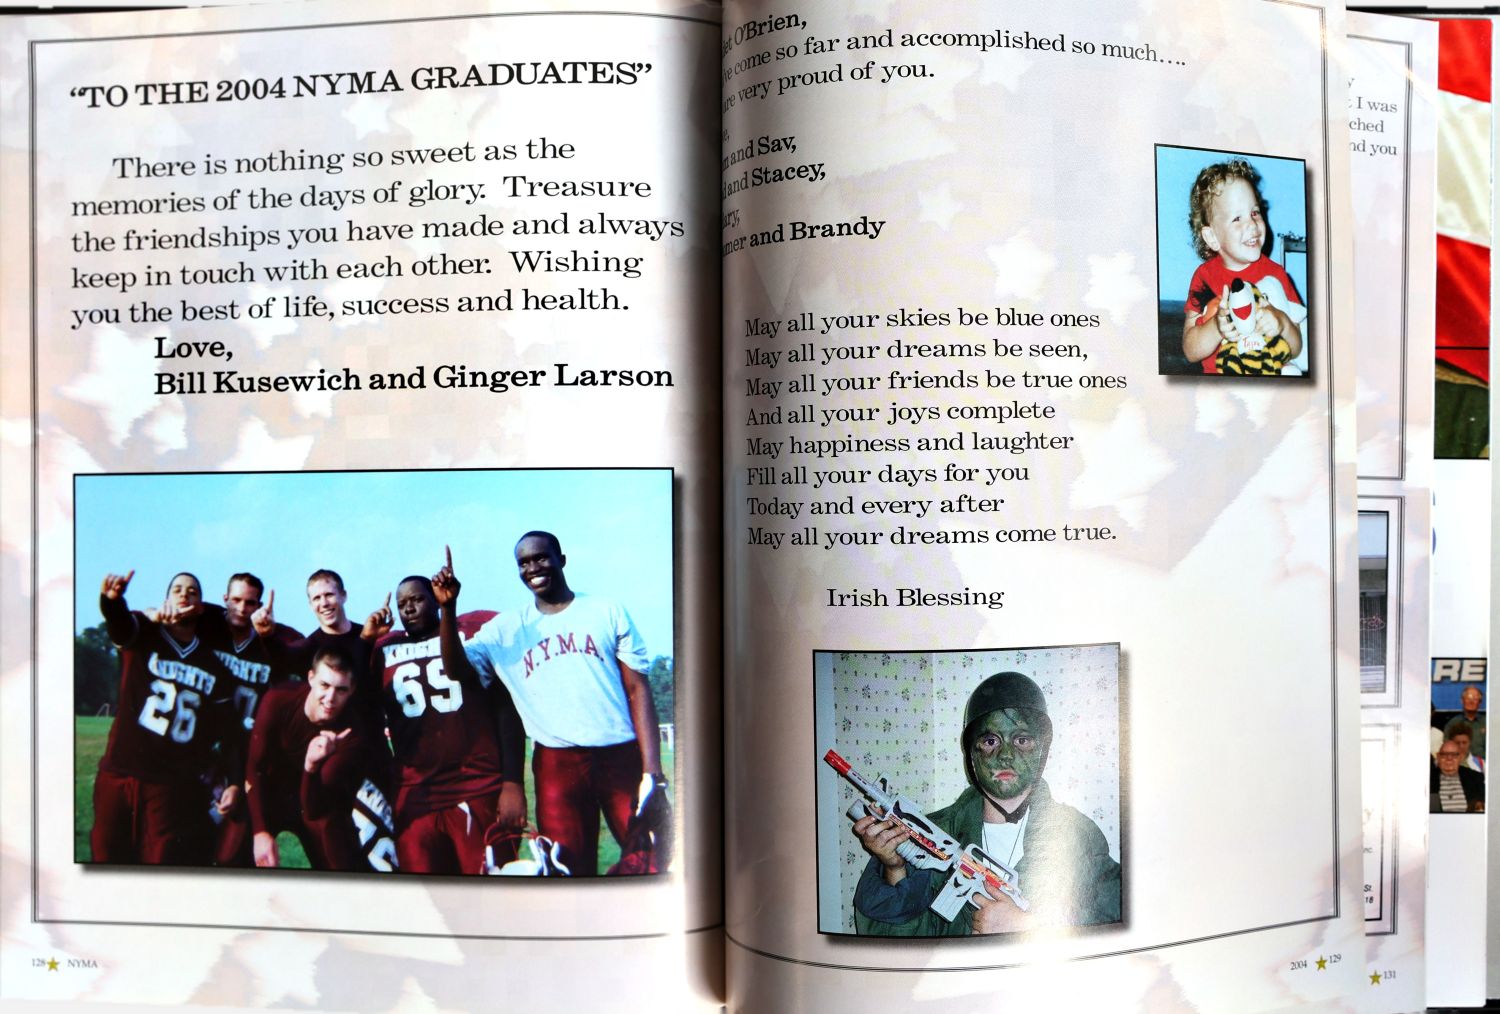 “TO THE 2004 NYMA GRADUATES”
There is nothing so sweet as the
memories of the days of glory. Treasure
the friendships you have made and always
keep in touch with each other. Wishing
you the best of life, success and health.
Love,
Bill Kusewich and Ginger Larson
KNIGHTS
26
KNIGHTS
65
N.Y.M.A.
128 NYMA
O'Brien,
come so far and accomplished so much....
are very proud of you.
and Sav,
and Stacey,
and Brandy
May all your skies be blue ones
May all your dreams be seen,
May all your friends be true ones
And all your joys complete
May happiness and laughter
Fill all your days for you
Today and every after
May all your dreams come true.
Irish Blessing
2004 129
I was
nd you
131